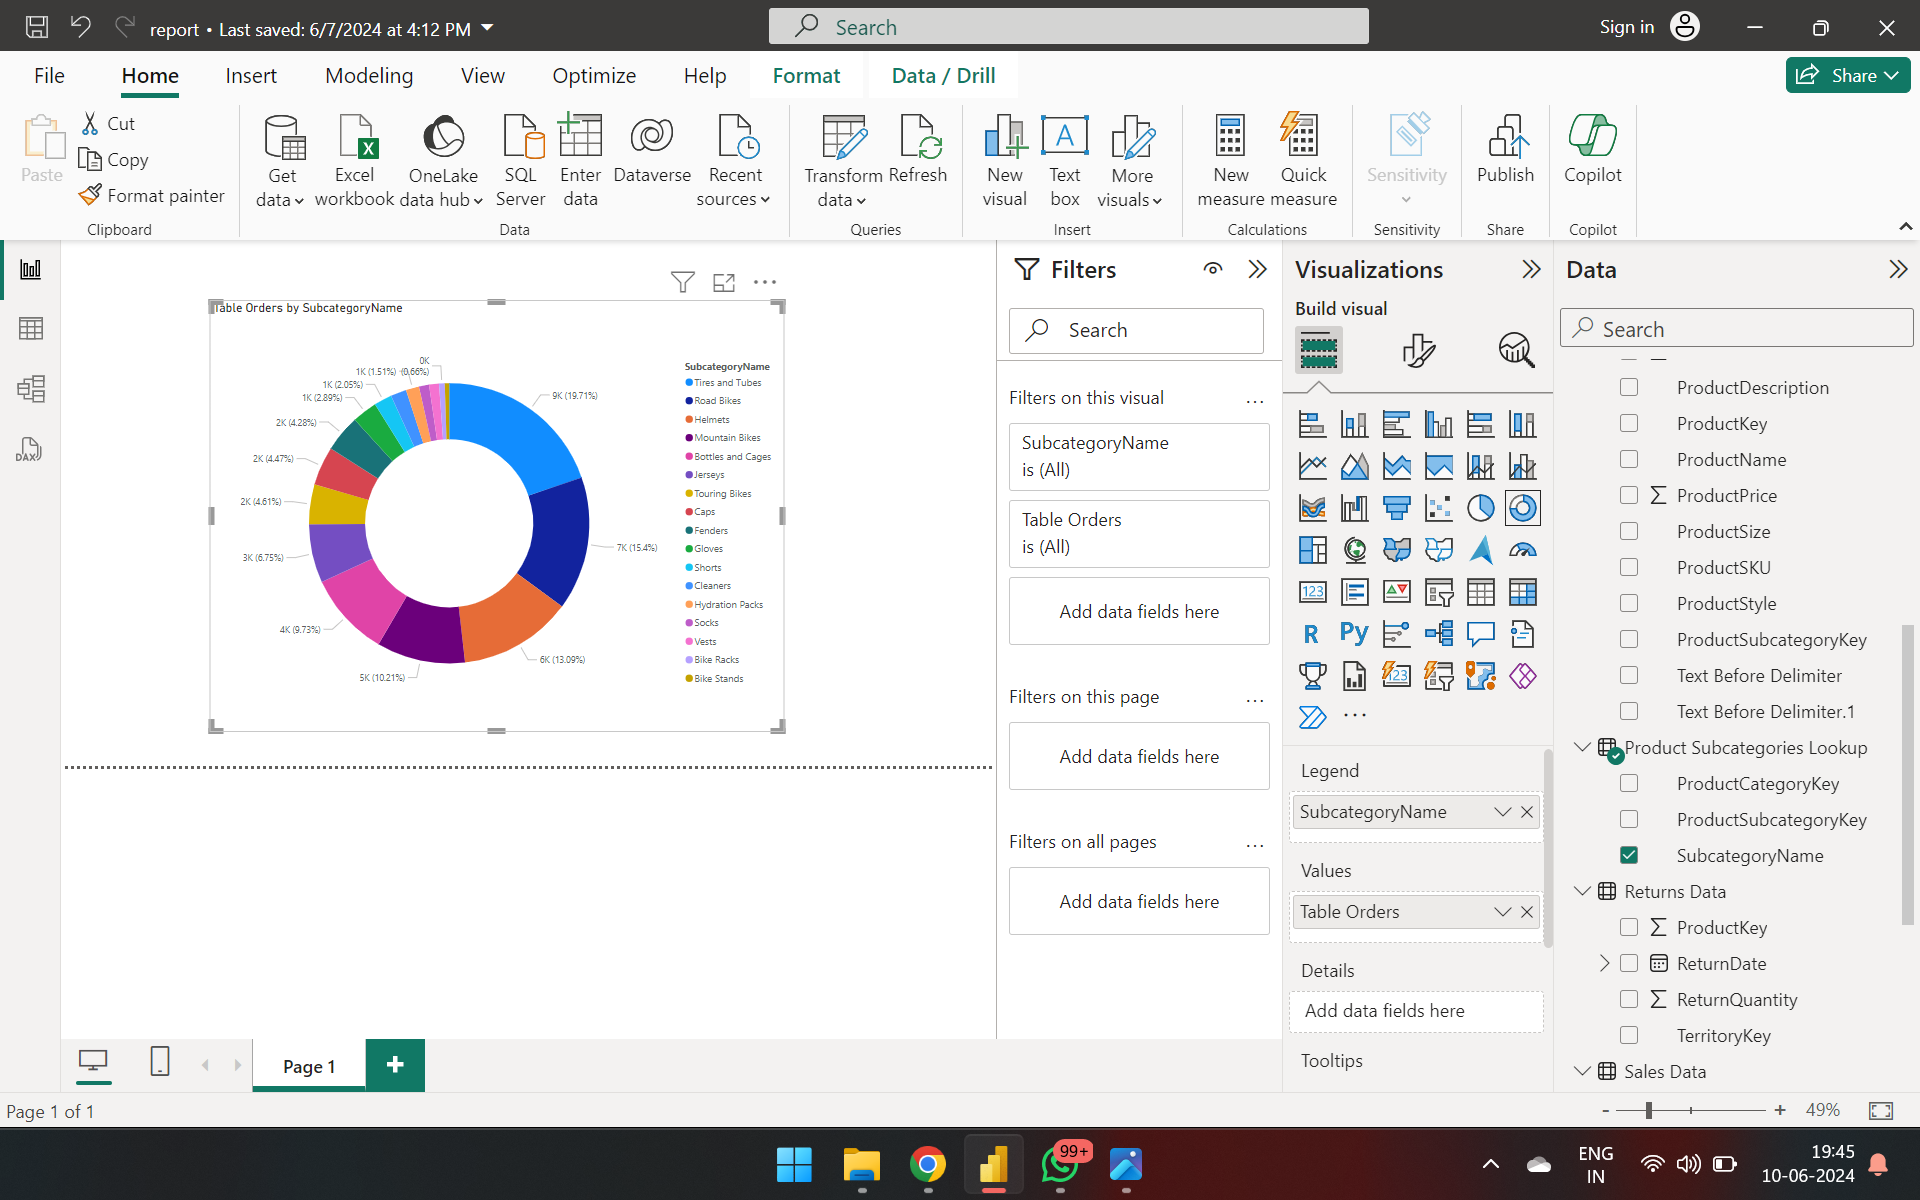 report • Last saved: 6/7/2024 at 4:12 PM
Search
Sign in
File
Home
Insert
Modeling
View
Optimize
Help
Format
Data / Drill
Share
Paste
Cut
Copy
Format painter
Clipboard
Get data
Excel workbook
OneLake data hub
SQL Server
Enter data
Dataverse
Recent sources
Data
Transform data
Refresh
Queries
New visual
Text box
More visuals
Insert
New measure
Quick measure
Calculations
Sensitivity
Sensitivity
Publish
Share
Copilot
Copilot
DAX
Table Orders by SubcategoryName
0K
(0.66%)
1K (1.51%)
1K (2.05%)
1K (2.89%)
2K (4.28%)
2K (4.47%)
2K (4.61%)
3K (6.75%)
4K (9.73%)
5K (10.21%)
6K (13.09%)
7K (15.4%)
9K (19.71%)
SubcategoryName
Tires and Tubes
Road Bikes
Helmets
Mountain Bikes
Bottles and Cages
Jerseys
Touring Bikes
Caps
Fenders
Gloves
Shorts
Cleaners
Hydration Packs
Socks
Vests
Bike Racks
Bike Stands
Filters
Search
Filters on this visual
SubcategoryName
is (All)
Table Orders
is (All)
Add data fields here
Filters on this page
Add data fields here
Filters on all pages
Add data fields here
Visualizations
Build visual
123
R
Py
123
Legend
SubcategoryName
Values
Table Orders
Details
Add data fields here
Tooltips
Data
Search
ProductDescription
ProductKey
ProductName
ProductPrice
ProductSize
ProductSKU
ProductStyle
ProductSubcategoryKey
Text Before Delimiter
Text Before Delimiter.1
Product Subcategories Lookup
ProductCategoryKey
ProductSubcategoryKey
SubcategoryName
Returns Data
ProductKey
ReturnDate
ReturnQuantity
TerritoryKey
Sales Data
Page 1
Page 1 of 1
49%
99+
ENG
IN
19:45
10-06-2024